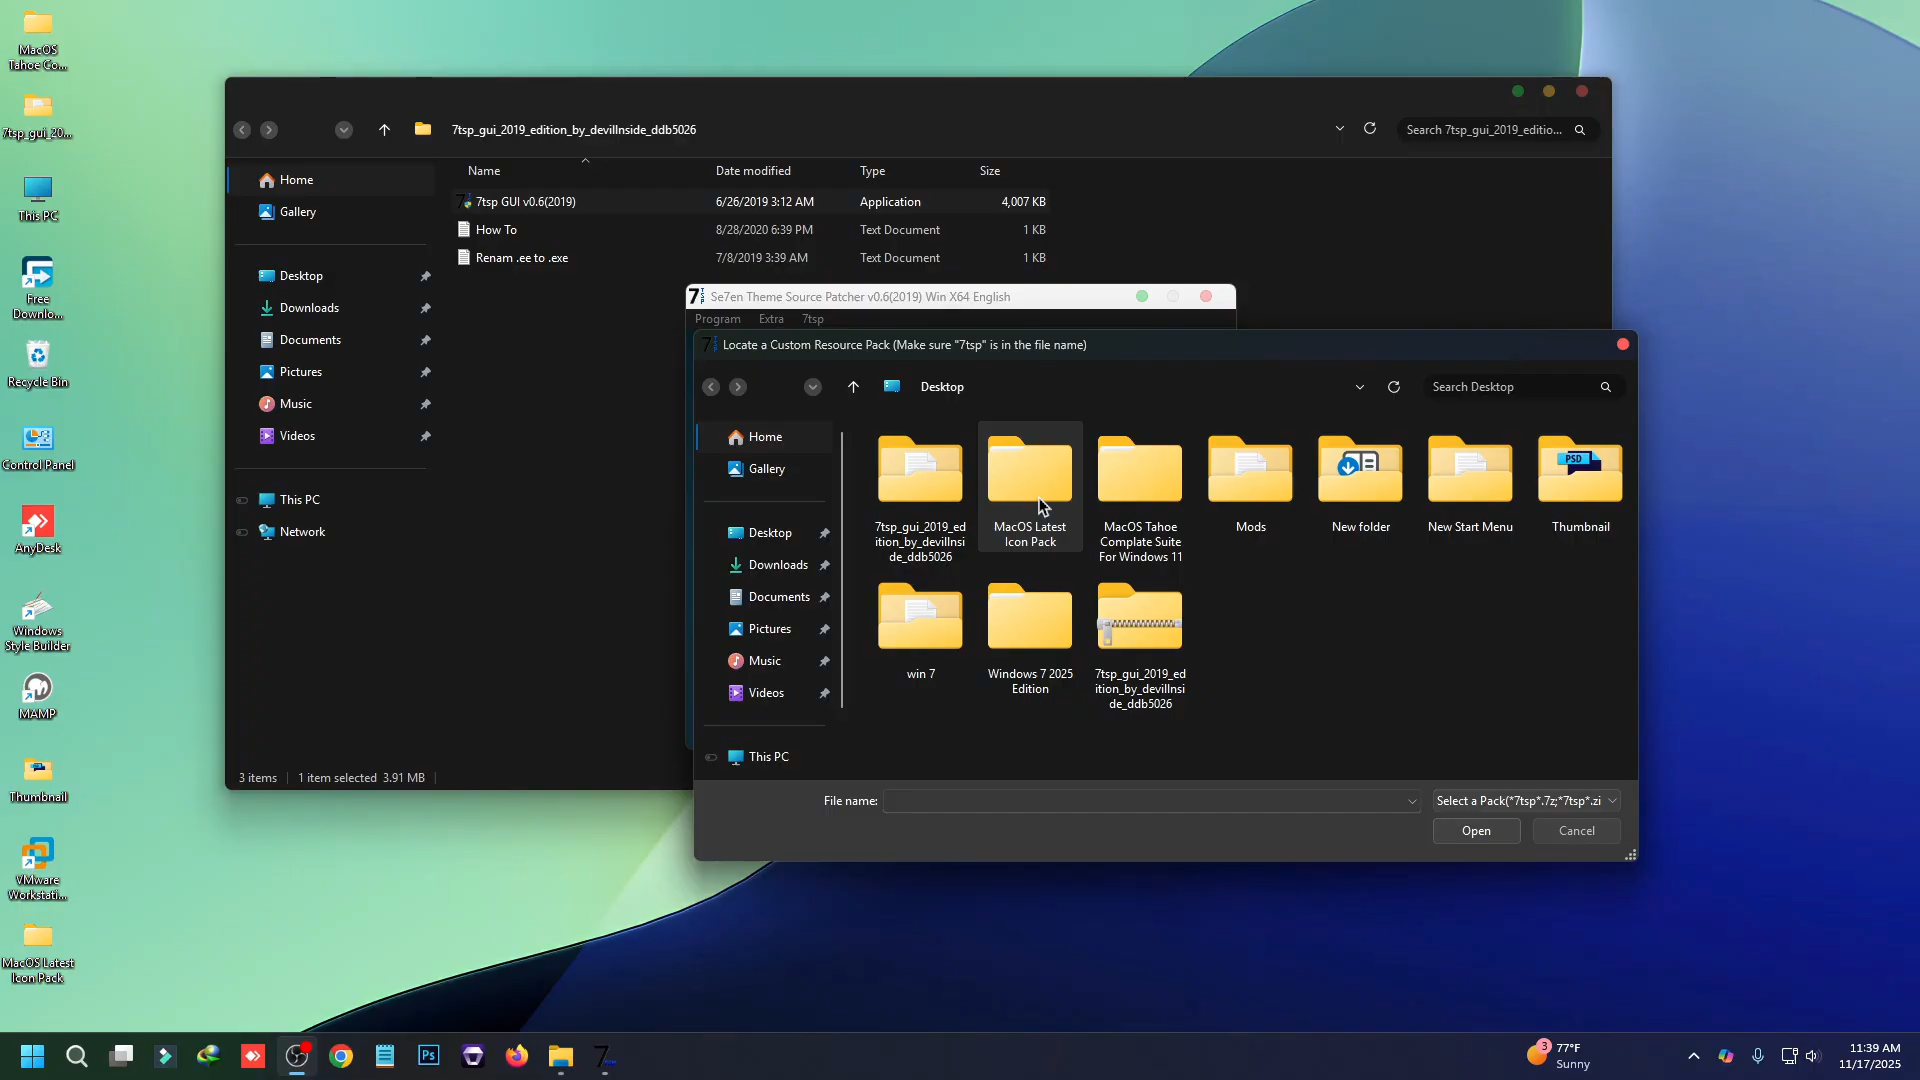 MacOS
Tahoe Co...
7tsp_gui_20...
This PC
Free
Downlo...
Recycle Bin
Control Panel
AnyDesk
Windows
Style Builder
MAMP
Thumbnail
VMware
Workstati...
MacOS Latest
Icon Pack
7tsp_gui_2019_edition_by_devillnside_ddb5026
Search 7tsp_gui_2019_editio...
Home
Gallery
Desktop
Downloads
Documents
Pictures
Music
Videos
This PC
Network
Name
Date modified
Type
Size
7tsp GUI v0.6(2019)
6/26/2019 3:12 AM
Application
4,007 KB
How To
8/28/2020 6:39 PM
Text Document
1 KB
Renam .ee to .exe
7/8/2019 3:39 AM
Text Document
1 KB
3 items
1 item selected 3.91 MB
Se7en Theme Source Patcher v0.6(2019) Win X64 English
Program
Extra
7tsp
Locate a Custom Resource Pack (Make sure "7tsp" is in the file name)
Desktop
Search Desktop
Home
Gallery
Desktop
Downloads
Documents
Pictures
Music
Videos
This PC
7tsp_gui_2019_ed
ition_by_devillnsi
de_ddb5026
MacOS Latest
Icon Pack
MacOS Tahoe
Complate Suite
For Windows 11
Mods
New folder
New Start Menu
PSD
Thumbnail
win 7
Windows 7 2025
Edition
7tsp_gui_2019_ed
ition_by_devillnsi
de_ddb5026
File name:
Select a Pack(*7tsp*.7z;*7tsp*.zi
Open
Cancel
Ps
3
77°F
Sunny
11:39 AM
11/17/2025